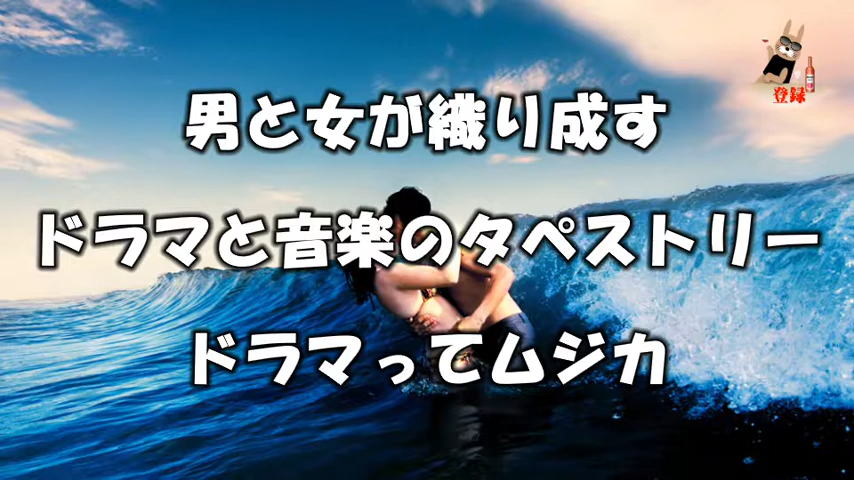 男と女が織り成す
ドラマと音楽のタペストリー
ドラマってムジカ
登録